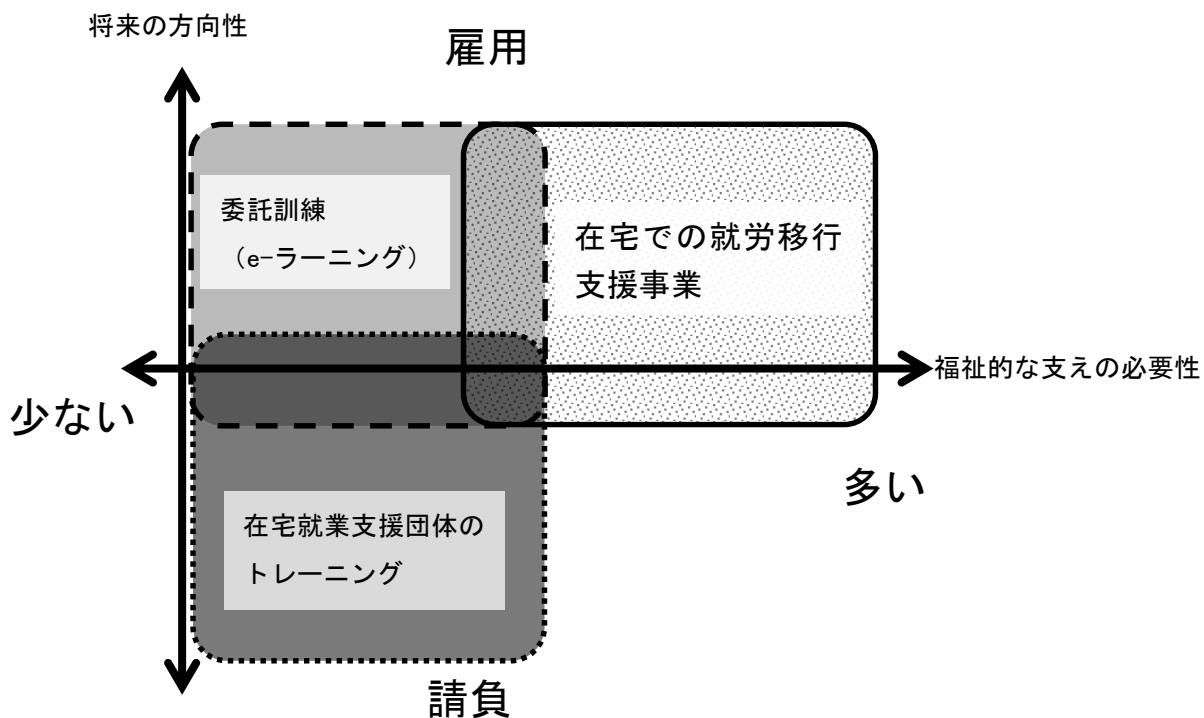 将来の方向性
雇用
委託訓練
（e-ラーニング）
在宅での就労移行
支援事業
福祉的な支えの必要性
少ない
多い
在宅就業支援団体の
トレーニング
請負